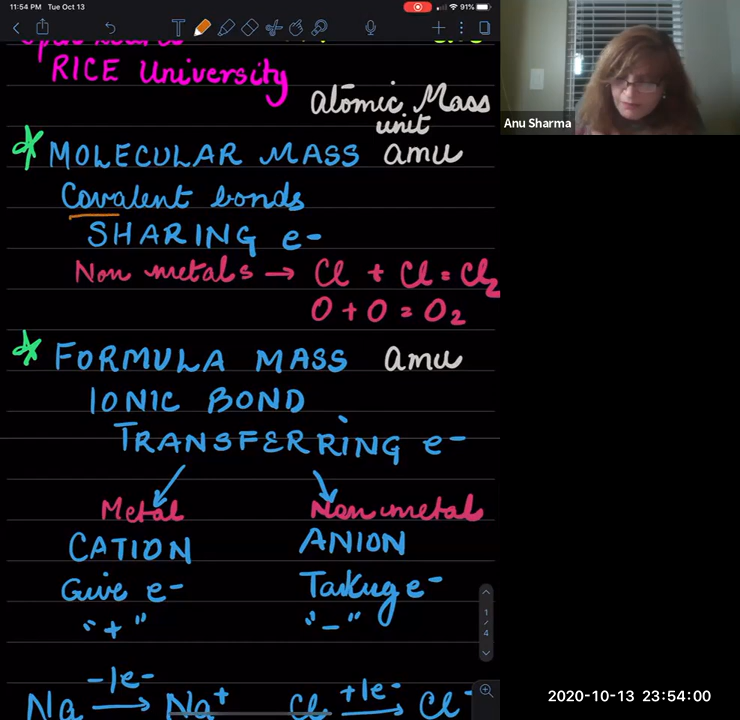 11:54 PM Tue Oct 13
91%
RICE University
atomic Mass
unit
MOLECULAR MASS amu
Covalent bonds
SHARING e-
Non metals → Cl + Cl = Cl2
O + O = O2
FORMULA MASS amu
IONIC BOND
TRANSFERRING e-
Metal Non metal
CATION ANION
Give e- Taking e-
"+" "-"
Na -1e- → Na+ Cl +1e- → Cl-
1/4
Anu Sharma
2020-10-13 23:54:00